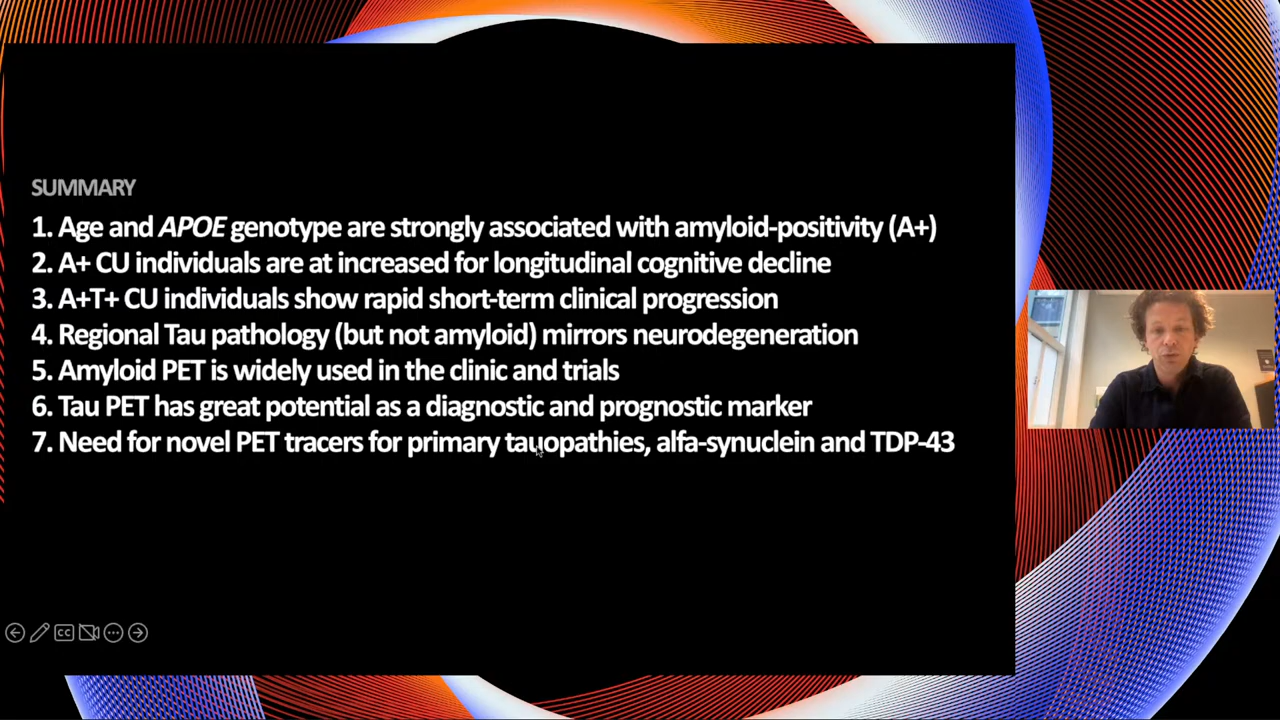 SUMMARY
1. Age and APOE genotype are strongly associated with amyloid-positivity (A+)
2. A+ CU individuals are at increased for longitudinal cognitive decline
3. A+T+ CU individuals show rapid short-term clinical progression
4. Regional Tau pathology (but not amyloid) mirrors neurodegeneration
5. Amyloid PET is widely used in the clinic and trials
6. Tau PET has great potential as a diagnostic and prognostic marker
7. Need for novel PET tracers for primary tauopathies, alfa-synuclein and TDP-43
CC